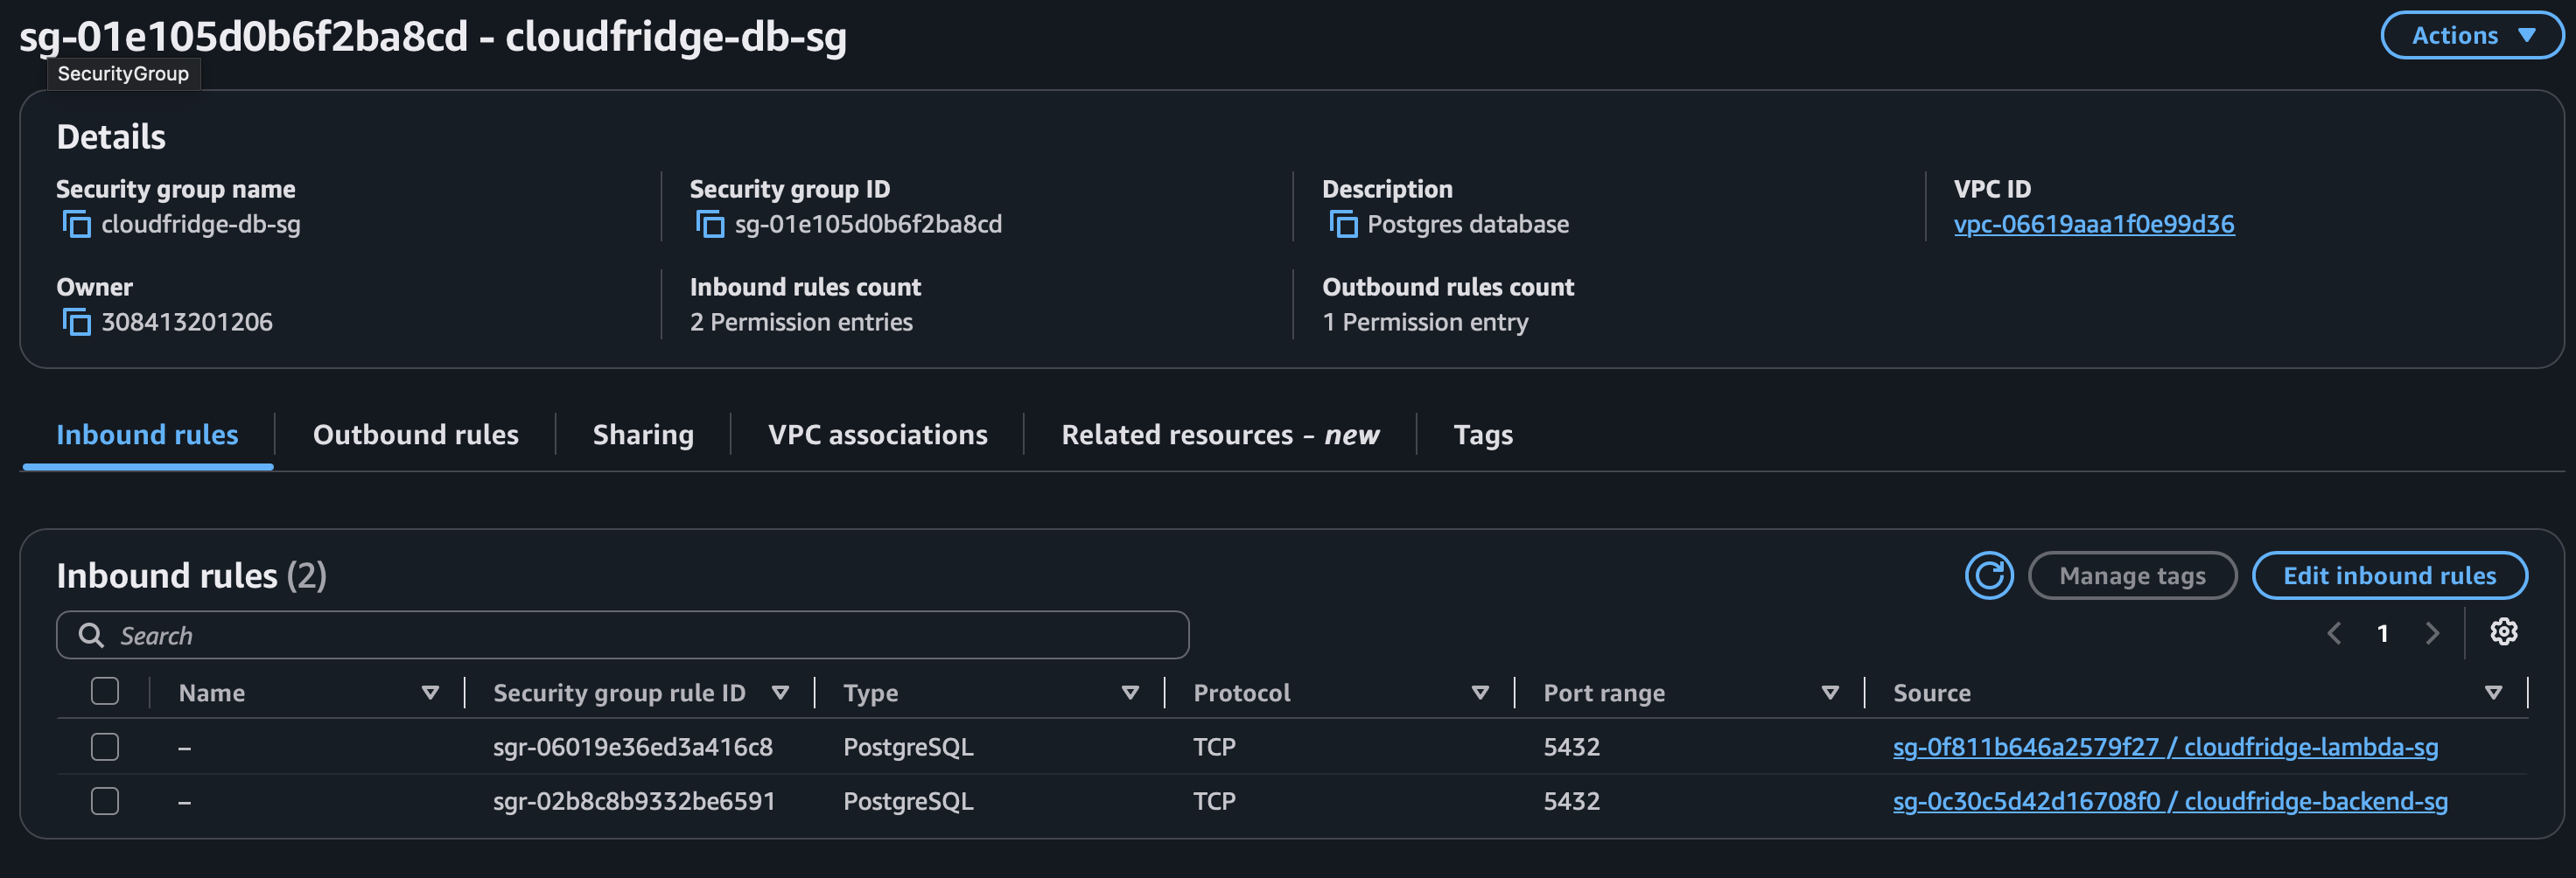 sg-01e105d0b6f2ba8cd - cloudfridge-db-sg
Actions
SecurityGroup
Details
Security group name
cloudfridge-db-sg
Security group ID
sg-01e105d0b6f2ba8cd
Description
Postgres database
VPC ID
vpc-06619aaa1f0e99d36
Owner
308413201206
Inbound rules count
2 Permission entries
Outbound rules count
1 Permission entry
Inbound rules Outbound rules Sharing VPC associations Related resources – new Tags
Inbound rules (2)
Manage tags Edit inbound rules
Search
1
Name Security group rule ID Type Protocol Port range Source
– sgr-06019e36ed3a416c8 PostgreSQL TCP 5432 sg-0f811b646a2579f27 / cloudfridge-lambda-sg
– sgr-02b8c8b9332be6591 PostgreSQL TCP 5432 sg-0c30c5d42d16708f0 / cloudfridge-backend-sg